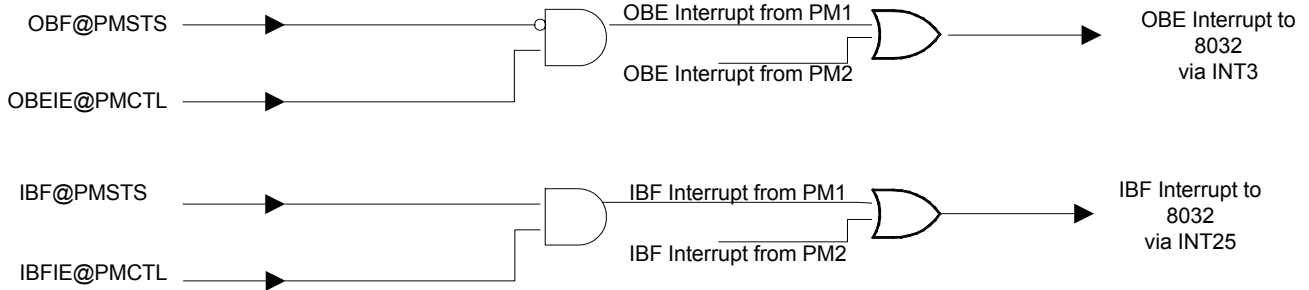 OBF@PMSTS
OBEIE@PMCTL
OBE Interrupt from PM1
OBE Interrupt from PM2
OBE Interrupt to
8032
via INT3
IBF@PMSTS
IBFIE@PMCTL
IBF Interrupt from PM1
IBF Interrupt from PM2
IBF Interrupt to
8032
via INT25